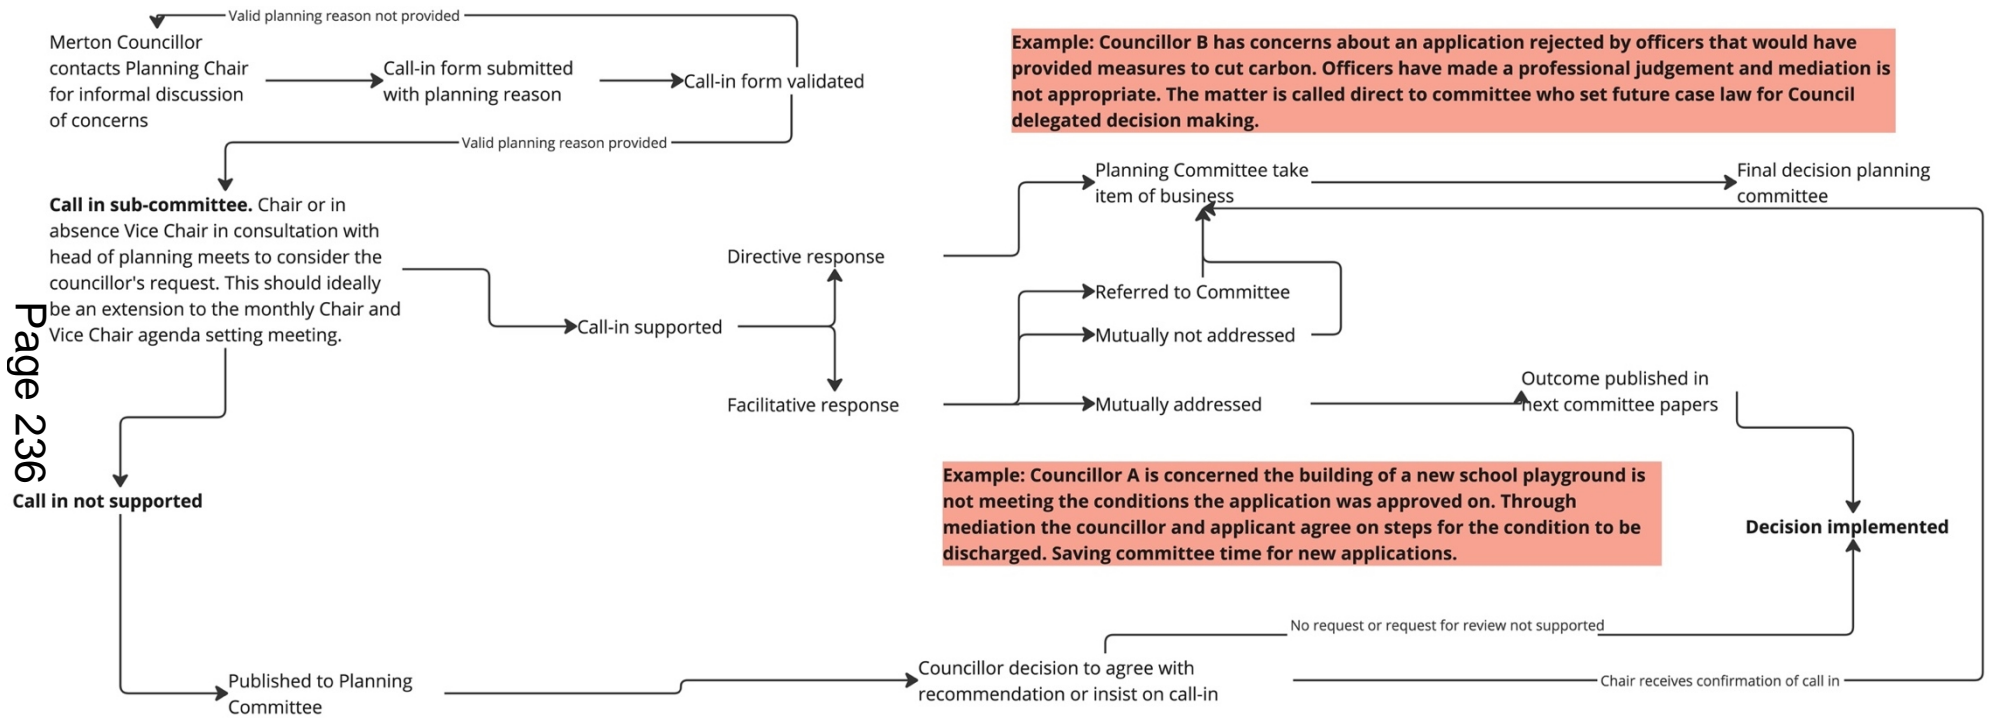 Valid planning reason not provided
Merton Councillor
contacts Planning Chair
for informal discussion
of concerns
Call-in form submitted
with planning reason
Call-in form validated
Example: Councillor B has concerns about an application rejected by officers that would have
provided measures to cut carbon. Officers have made a professional judgement and mediation is
not appropriate. The matter is called direct to committee who set future case law for Council
delegated decision making.
Valid planning reason provided
Call in sub-committee. Chair or in
absence Vice Chair in consultation with
head of planning meets to consider the
councillor's request. This should ideally
be an extension to the monthly Chair and
Vice Chair agenda setting meeting.
Page 236
Call-in supported
Directive response
Facilitative response
Planning Committee take
item of business
Final decision planning
committee
Referred to Committee
Mutually not addressed
Mutually addressed
Outcome published in
next committee papers
Example: Councillor A is concerned the building of a new school playground is
not meeting the conditions the application was approved on. Through
mediation the councillor and applicant agree on steps for the condition to be
discharged. Saving committee time for new applications.
Call in not supported
Decision implemented
No request or request for review not supported
Published to Planning
Committee
Councillor decision to agree with
recommendation or insist on call-in
Chair receives confirmation of call in